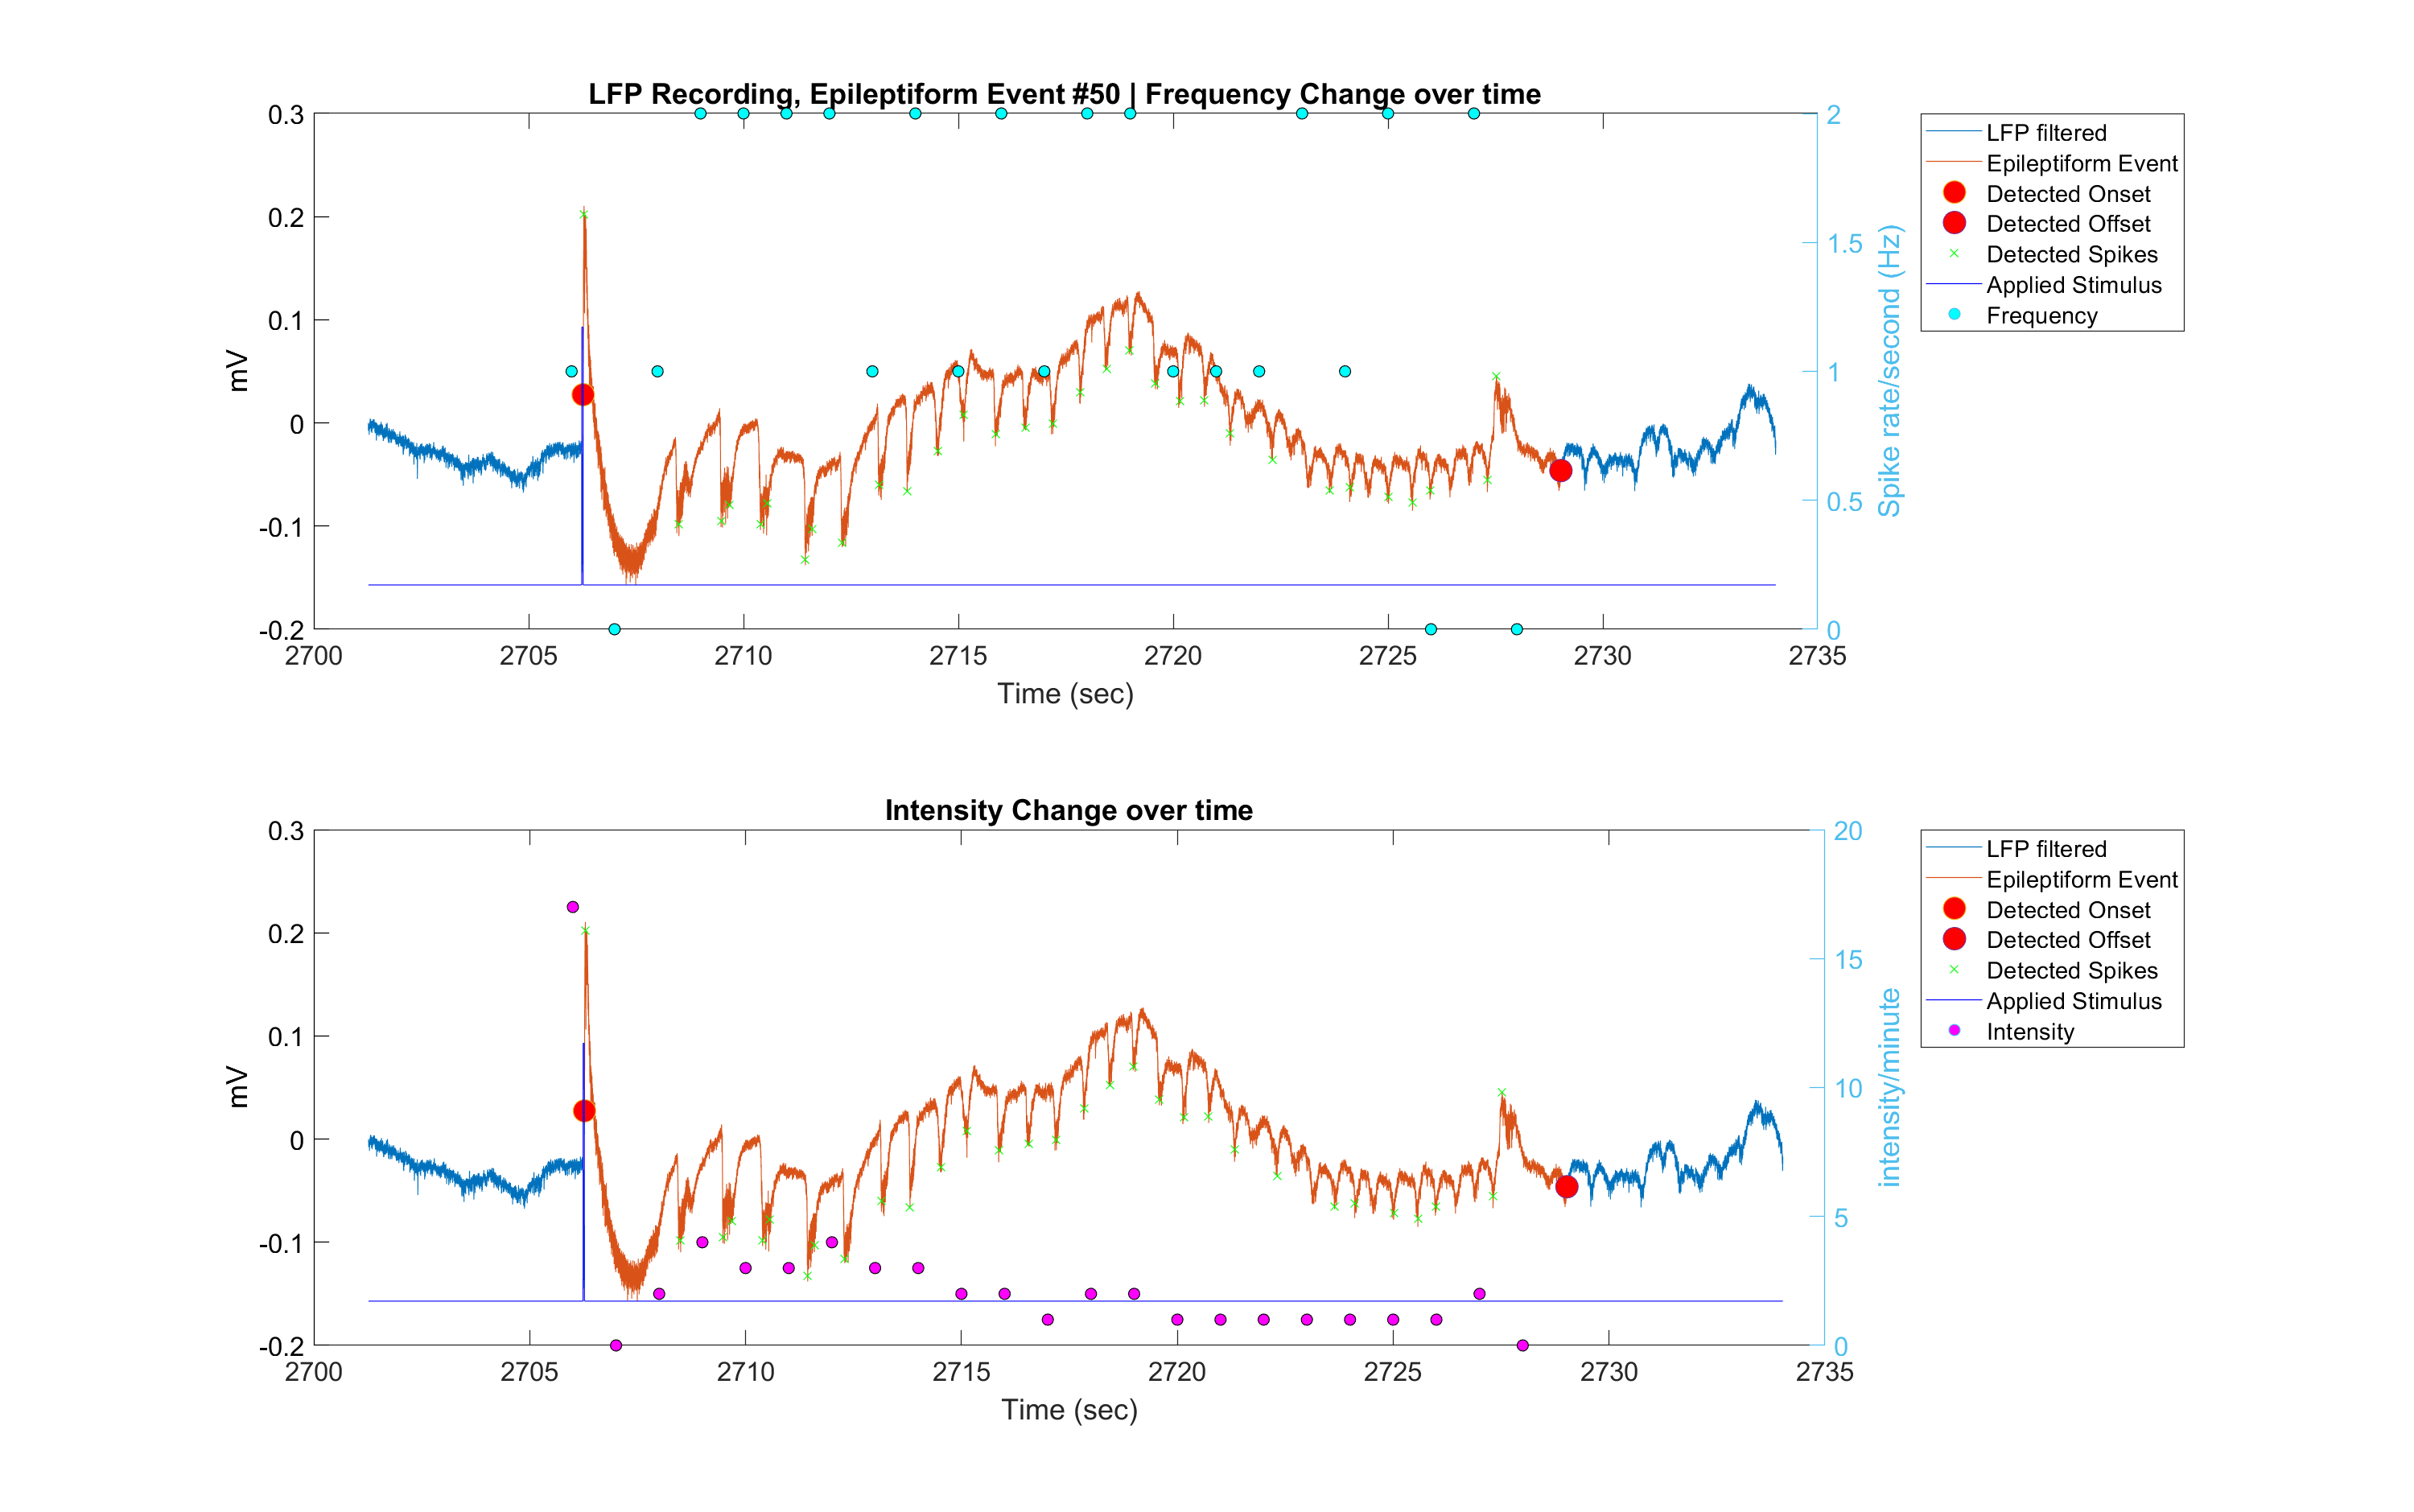 LFP Recording, Epileptiform Event #50 | Frequency Change over time
0.3
0.2
0.1
0
-0.1
-0.2
mV
2700
2705
2710
2715
2720
2725
2730
2735
Time (sec)
2
1.5
1
0.5
0
Spike rate/second (Hz)
LFP filtered
Epileptiform Event
Detected Onset
Detected Offset
Detected Spikes
Applied Stimulus
Frequency
Intensity Change over time
0.3
0.2
0.1
0
-0.1
-0.2
mV
2700
2705
2710
2715
2720
2725
2730
2735
Time (sec)
20
15
10
5
0
intensity/minute
LFP filtered
Epileptiform Event
Detected Onset
Detected Offset
Detected Spikes
Applied Stimulus
Intensity